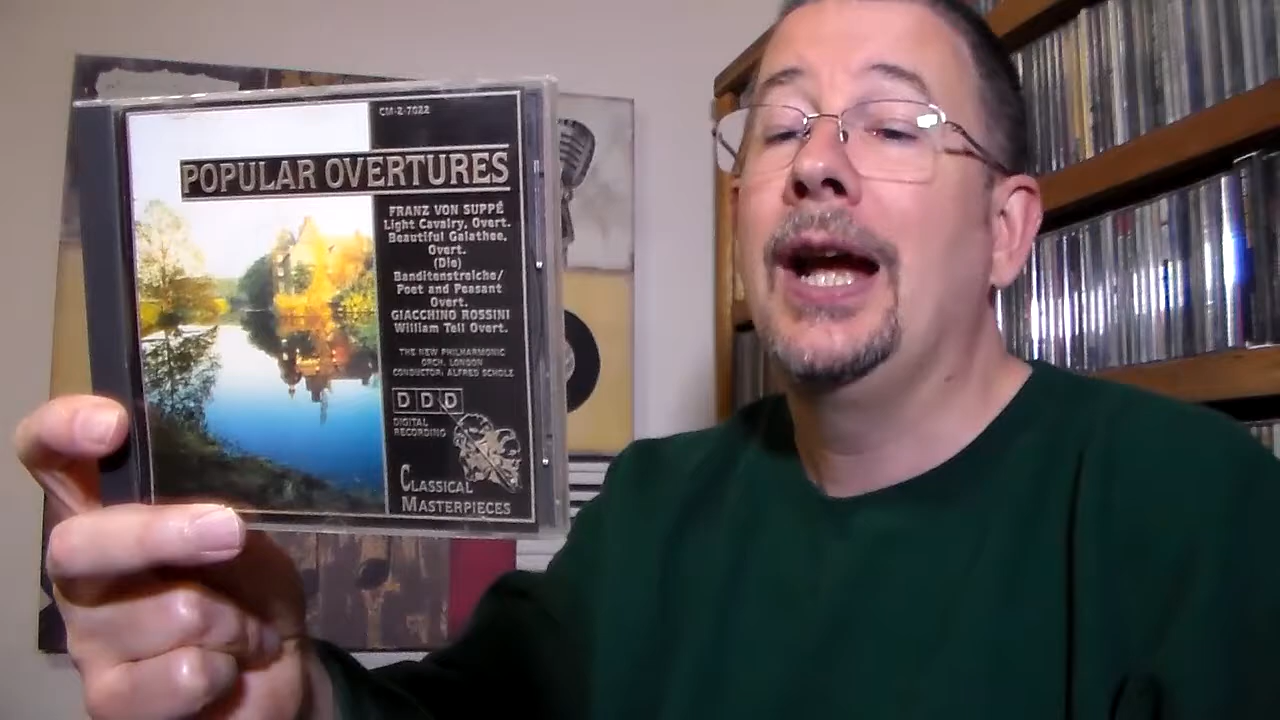 CM-2-7022
POPULAR OVERTURES
FRANZ VON SUPPÉ
Light Cavalry, Overt.
Beautiful Galathee,
Overt.
(Die)
Banditenstreiche/
Poet and Peasant
Overt.
GIACCHINO ROSSINI
William Tell Overt.
THE NEW PHILHARMONIC
ORCH. LONDON
CONDUCTOR: ALFRED SCHOLZ
DDD
DIGITAL
RECORDING
CLASSICAL
MASTERPIECES